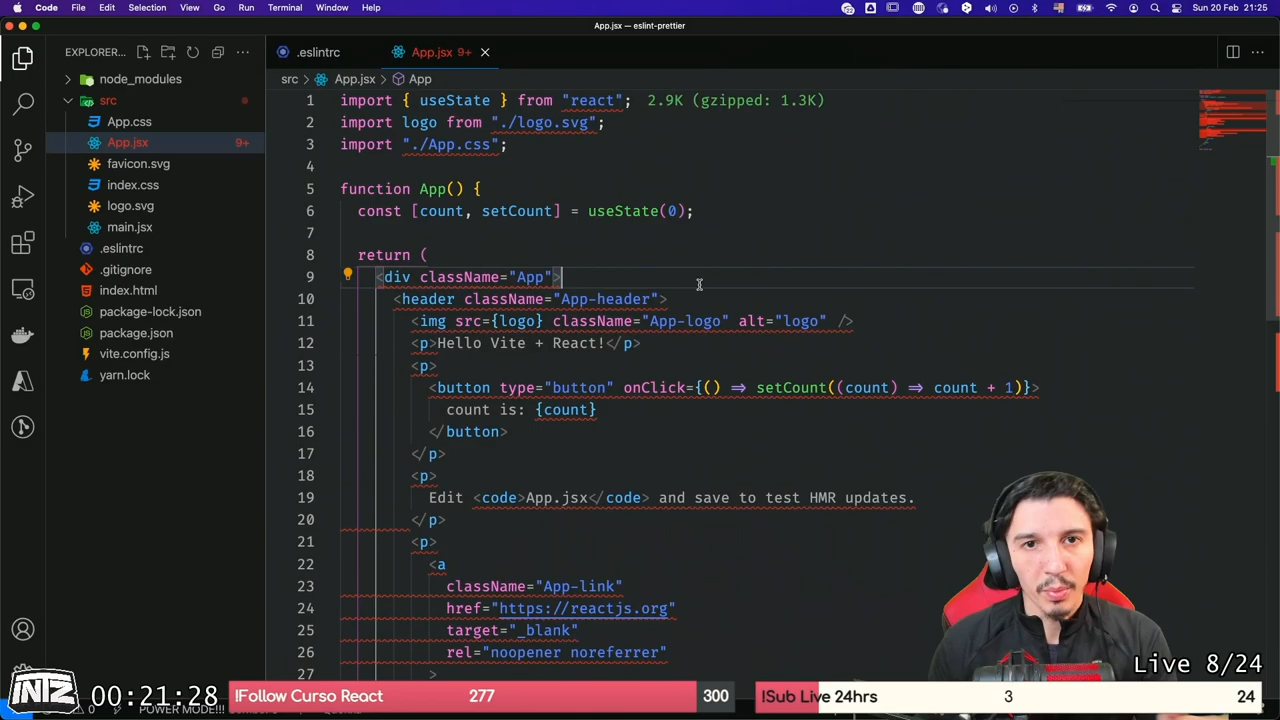 Code File Edit Selection View Go Run Terminal Window Help Sun 20 Feb 21:25
App.jsx — eslint-prettier
EXPLORER... ...
.eslintrc App.jsx 9+
src > App.jsx > App
node_modules
src
App.css
App.jsx 9+
favicon.svg
index.css
logo.svg
main.jsx
.eslintrc
.gitignore
index.html
package-lock.json
package.json
vite.config.js
yarn.lock
1 import { useState } from "react"; 2.9K (gzipped: 1.3K)
2 import logo from "./logo.svg";
3 import "./App.css";
4
5 function App() {
6 const [count, setCount] = useState(0);
7
8 return (
9 <div className="App">
10 <header className="App-header">
11 <img src={logo} className="App-logo" alt="logo" />
12 <p>Hello Vite + React!</p>
13 <p>
14 <button type="button" onClick={() => setCount((count) => count + 1)}>
15 count is: {count}
16 </button>
17 </p>
18 <p>
19 Edit <code>App.jsx</code> and save to test HMR updates.
20 </p>
21 <p>
22 <a
23 className="App-link"
24 href="https://reactjs.org"
25 target="_blank"
26 rel="noopener noreferrer"
27 >
Live 8/24
INTZ 00:21:28 !Follow Curso React 277 300 !Sub Live 24hrs 3 24